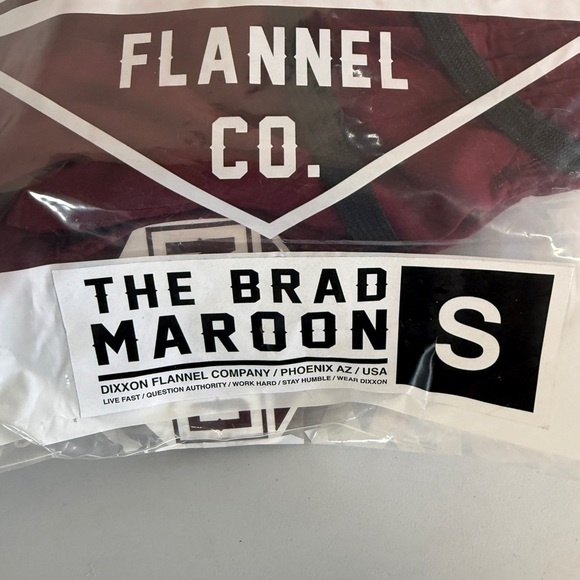 FLANNEL
CO.
THE BRAD
MAROON
S
DIXXON FLANNEL COMPANY / PHOENIX AZ / USA
LIVE FAST / QUESTION AUTHORITY / WORK HARD / STAY HUMBLE / WEAR DIXXON